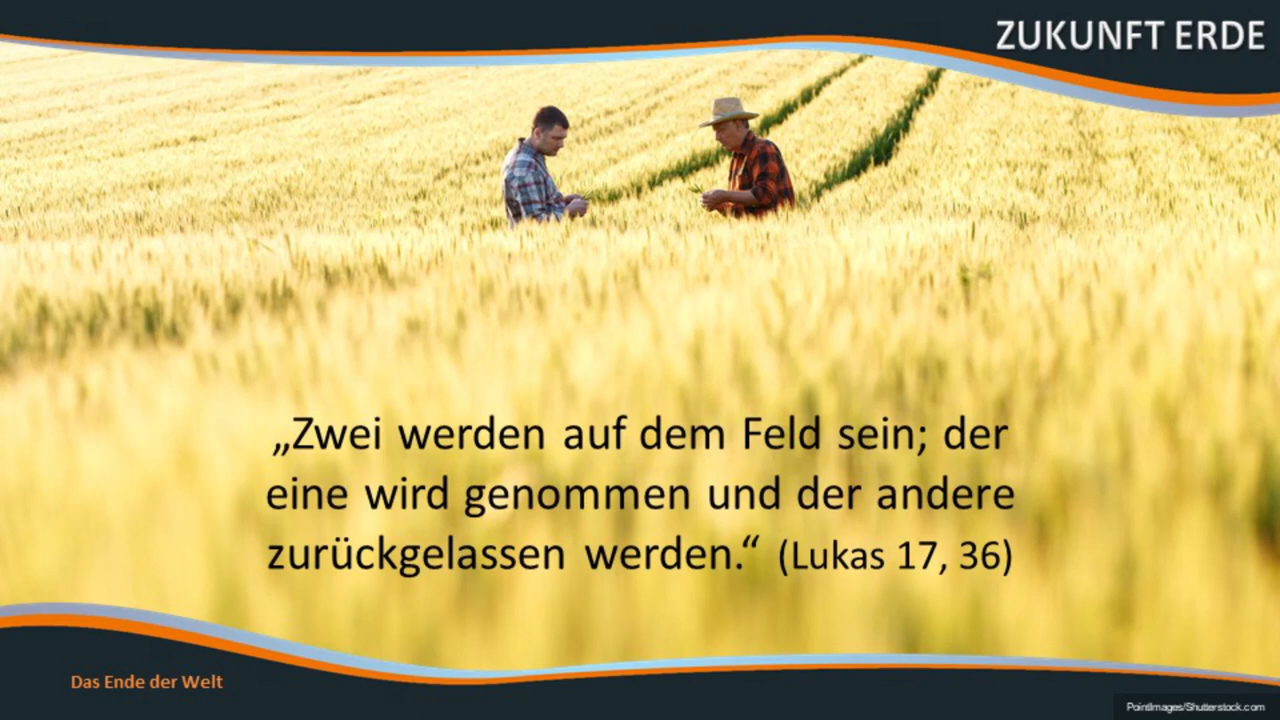 ZUKUNFT ERDE
„Zwei werden auf dem Feld sein; der
eine wird genommen und der andere
zurückgelassen werden.“ (Lukas 17, 36)
Das Ende der Welt
PointImages/Shutterstock.com